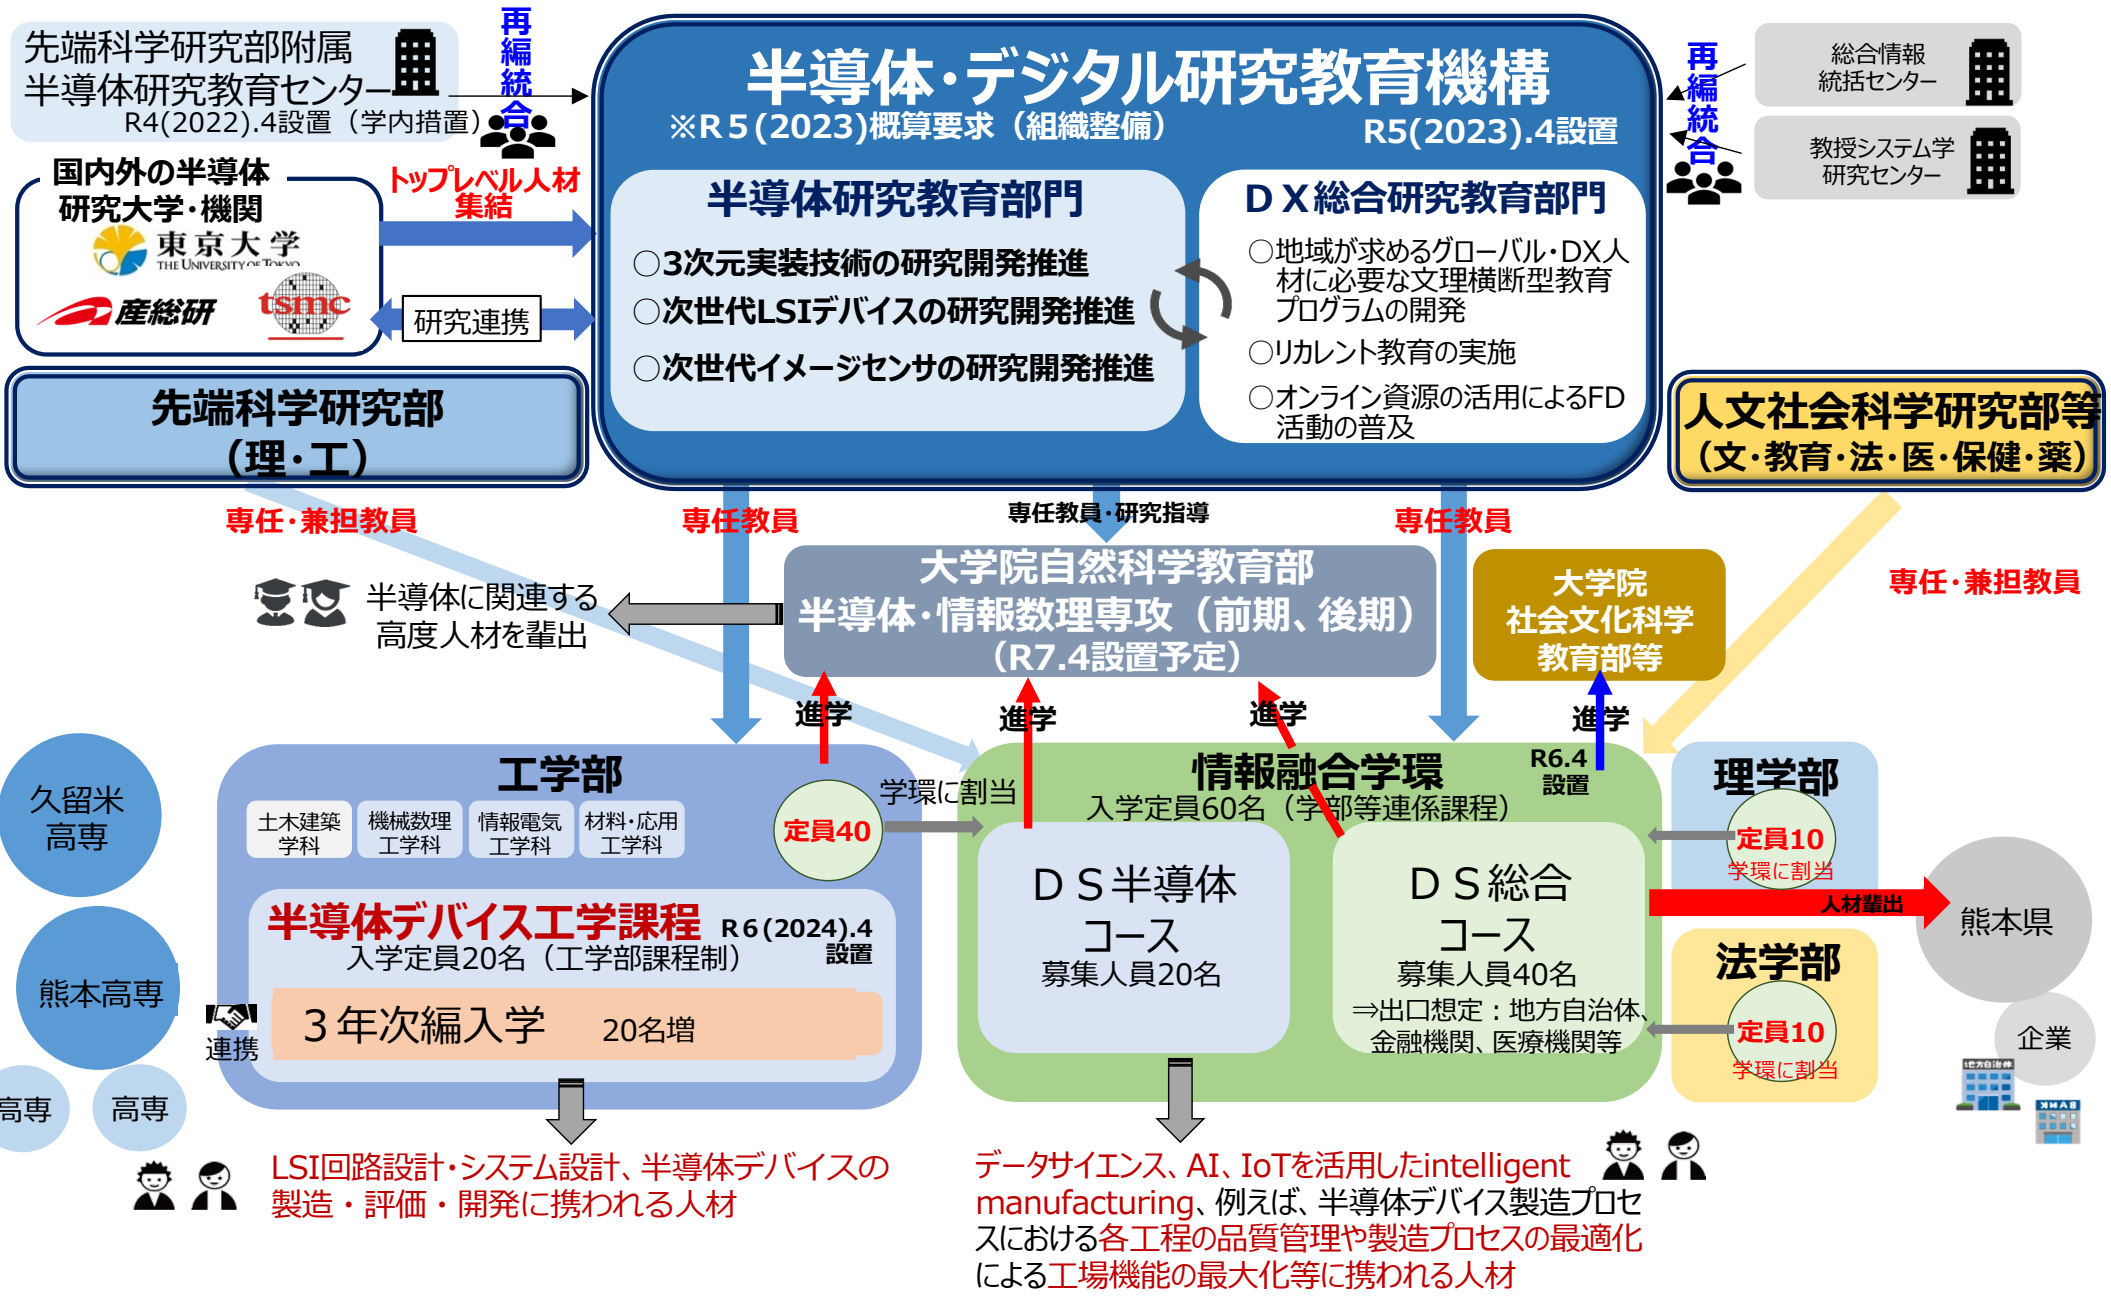 先端科学研究部附属
半導体研究教育センター
R4(2022).4設置（学内措置）
再編統合
半導体・デジタル研究教育機構
※R５(2023)概算要求（組織整備）
R5(2023).4設置
再編統合
総合情報
統括センター
教授システム学
研究センター
国内外の半導体
研究大学・機関
東京大学
THE UNIVERSITY OF TOKYO
産総研
tsmc
トップレベル人材
集結
研究連携
半導体研究教育部門
○3次元実装技術の研究開発推進
○次世代LSIデバイスの研究開発推進
○次世代イメージセンサの研究開発推進
ＤＸ総合研究教育部門
○地域が求めるグローバル・DX人
材に必要な文理横断型教育
プログラムの開発
○リカレント教育の実施
○オンライン資源の活用によるFD
活動の普及
先端科学研究部
（理・工）
人文社会科学研究部等
（文・教育・法・医・保健・薬）
専任・兼担教員
専任教員
専任教員・研究指導
専任教員
専任・兼担教員
半導体に関連する
高度人材を輩出
大学院自然科学教育部
半導体・情報数理専攻（前期、後期）
（R7.4設置予定）
大学院
社会文化科学
教育部等
進学
進学
進学
進学
久留米
高専
熊本高専
高専
高専
連携
工学部
土木建築
学科
機械数理
工学科
情報電気
工学科
材料・応用
工学科
定員40
学環に割当
半導体デバイス工学課程
R６(2024).4
設置
入学定員20名（工学部課程制）
３年次編入学　20名増
情報融合学環
R6.4
設置
入学定員60名（学部等連係課程）
ＤＳ半導体
コース
募集人員20名
ＤＳ総合
コース
募集人員40名
⇒出口想定：地方自治体、
金融機関、医療機関等
理学部
定員10
学環に割当
人材輩出
法学部
定員10
学環に割当
熊本県
企業
地方自治体
BANK
LSI回路設計・システム設計、半導体デバイスの
製造・評価・開発に携われる人材
データサイエンス、AI、IoTを活用したintelligent
manufacturing、例えば、半導体デバイス製造プロセ
スにおける各工程の品質管理や製造プロセスの最適化
による工場機能の最大化等に携われる人材